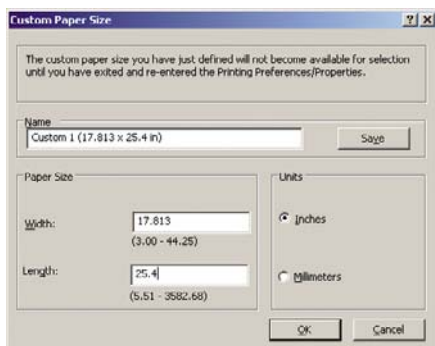 Custom Paper Size
The custom paper size you have just defined will not become available for selection
until you have exited and re-entered the Printing Preferences/Properties.
Name
Custom 1 (17.813 x 25.4 in)
Save
Paper Size
Width:
17.813
(3.00 - 44.25)
Length:
25.4
(5.51 - 3582.68)
Units
Inches
Milimeters
OK
Cancel